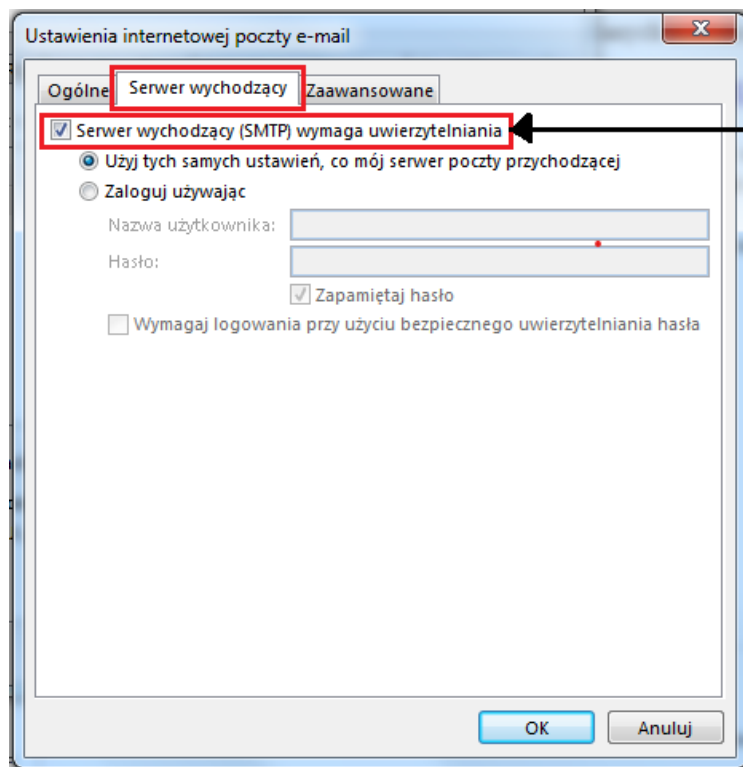 Ustawienia internetowej poczty e-mail
Ogólne Serwer wychodzący Zaawansowane
Serwer wychodzący (SMTP) wymaga uwierzytelniania
Użyj tych samych ustawień, co mój serwer poczty przychodzącej
Zaloguj używając
Nazwa użytkownika:
Hasło:
Zapamiętaj hasło
Wymagaj logowania przy użyciu bezpiecznego uwierzytelniania hasła
OK Anuluj